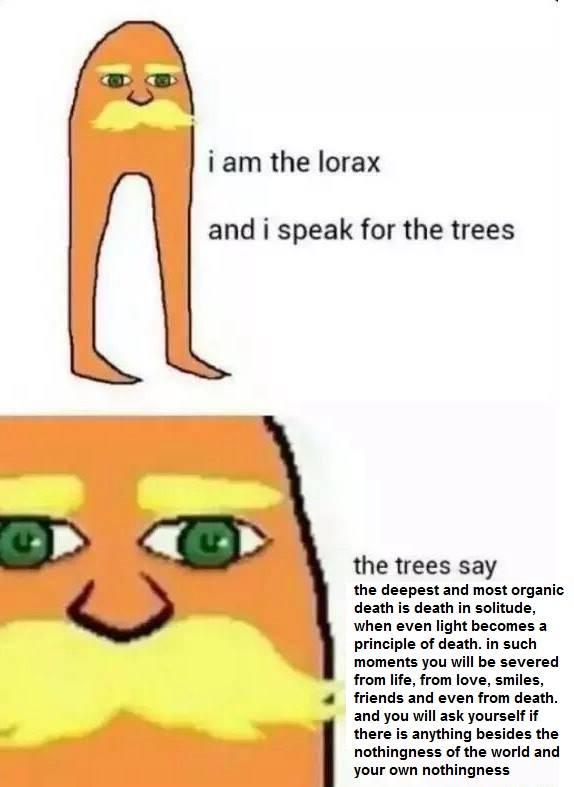 i am the lorax
and i speak for the trees
the trees say
the deepest and most organic
death is death in solitude,
when even light becomes a
principle of death. in such
moments you will be severed
from life, from love, smiles,
friends and even from death.
and you will ask yourself if
there is anything besides the
nothingness of the world and
your own nothingness